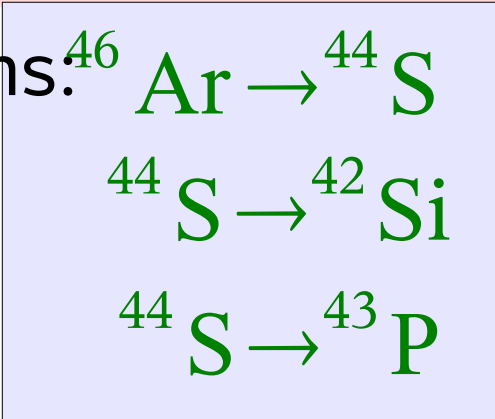 ns: ⁴⁶Ar → ⁴⁴S
⁴⁴S → ⁴²Si
⁴⁴S → ⁴³P